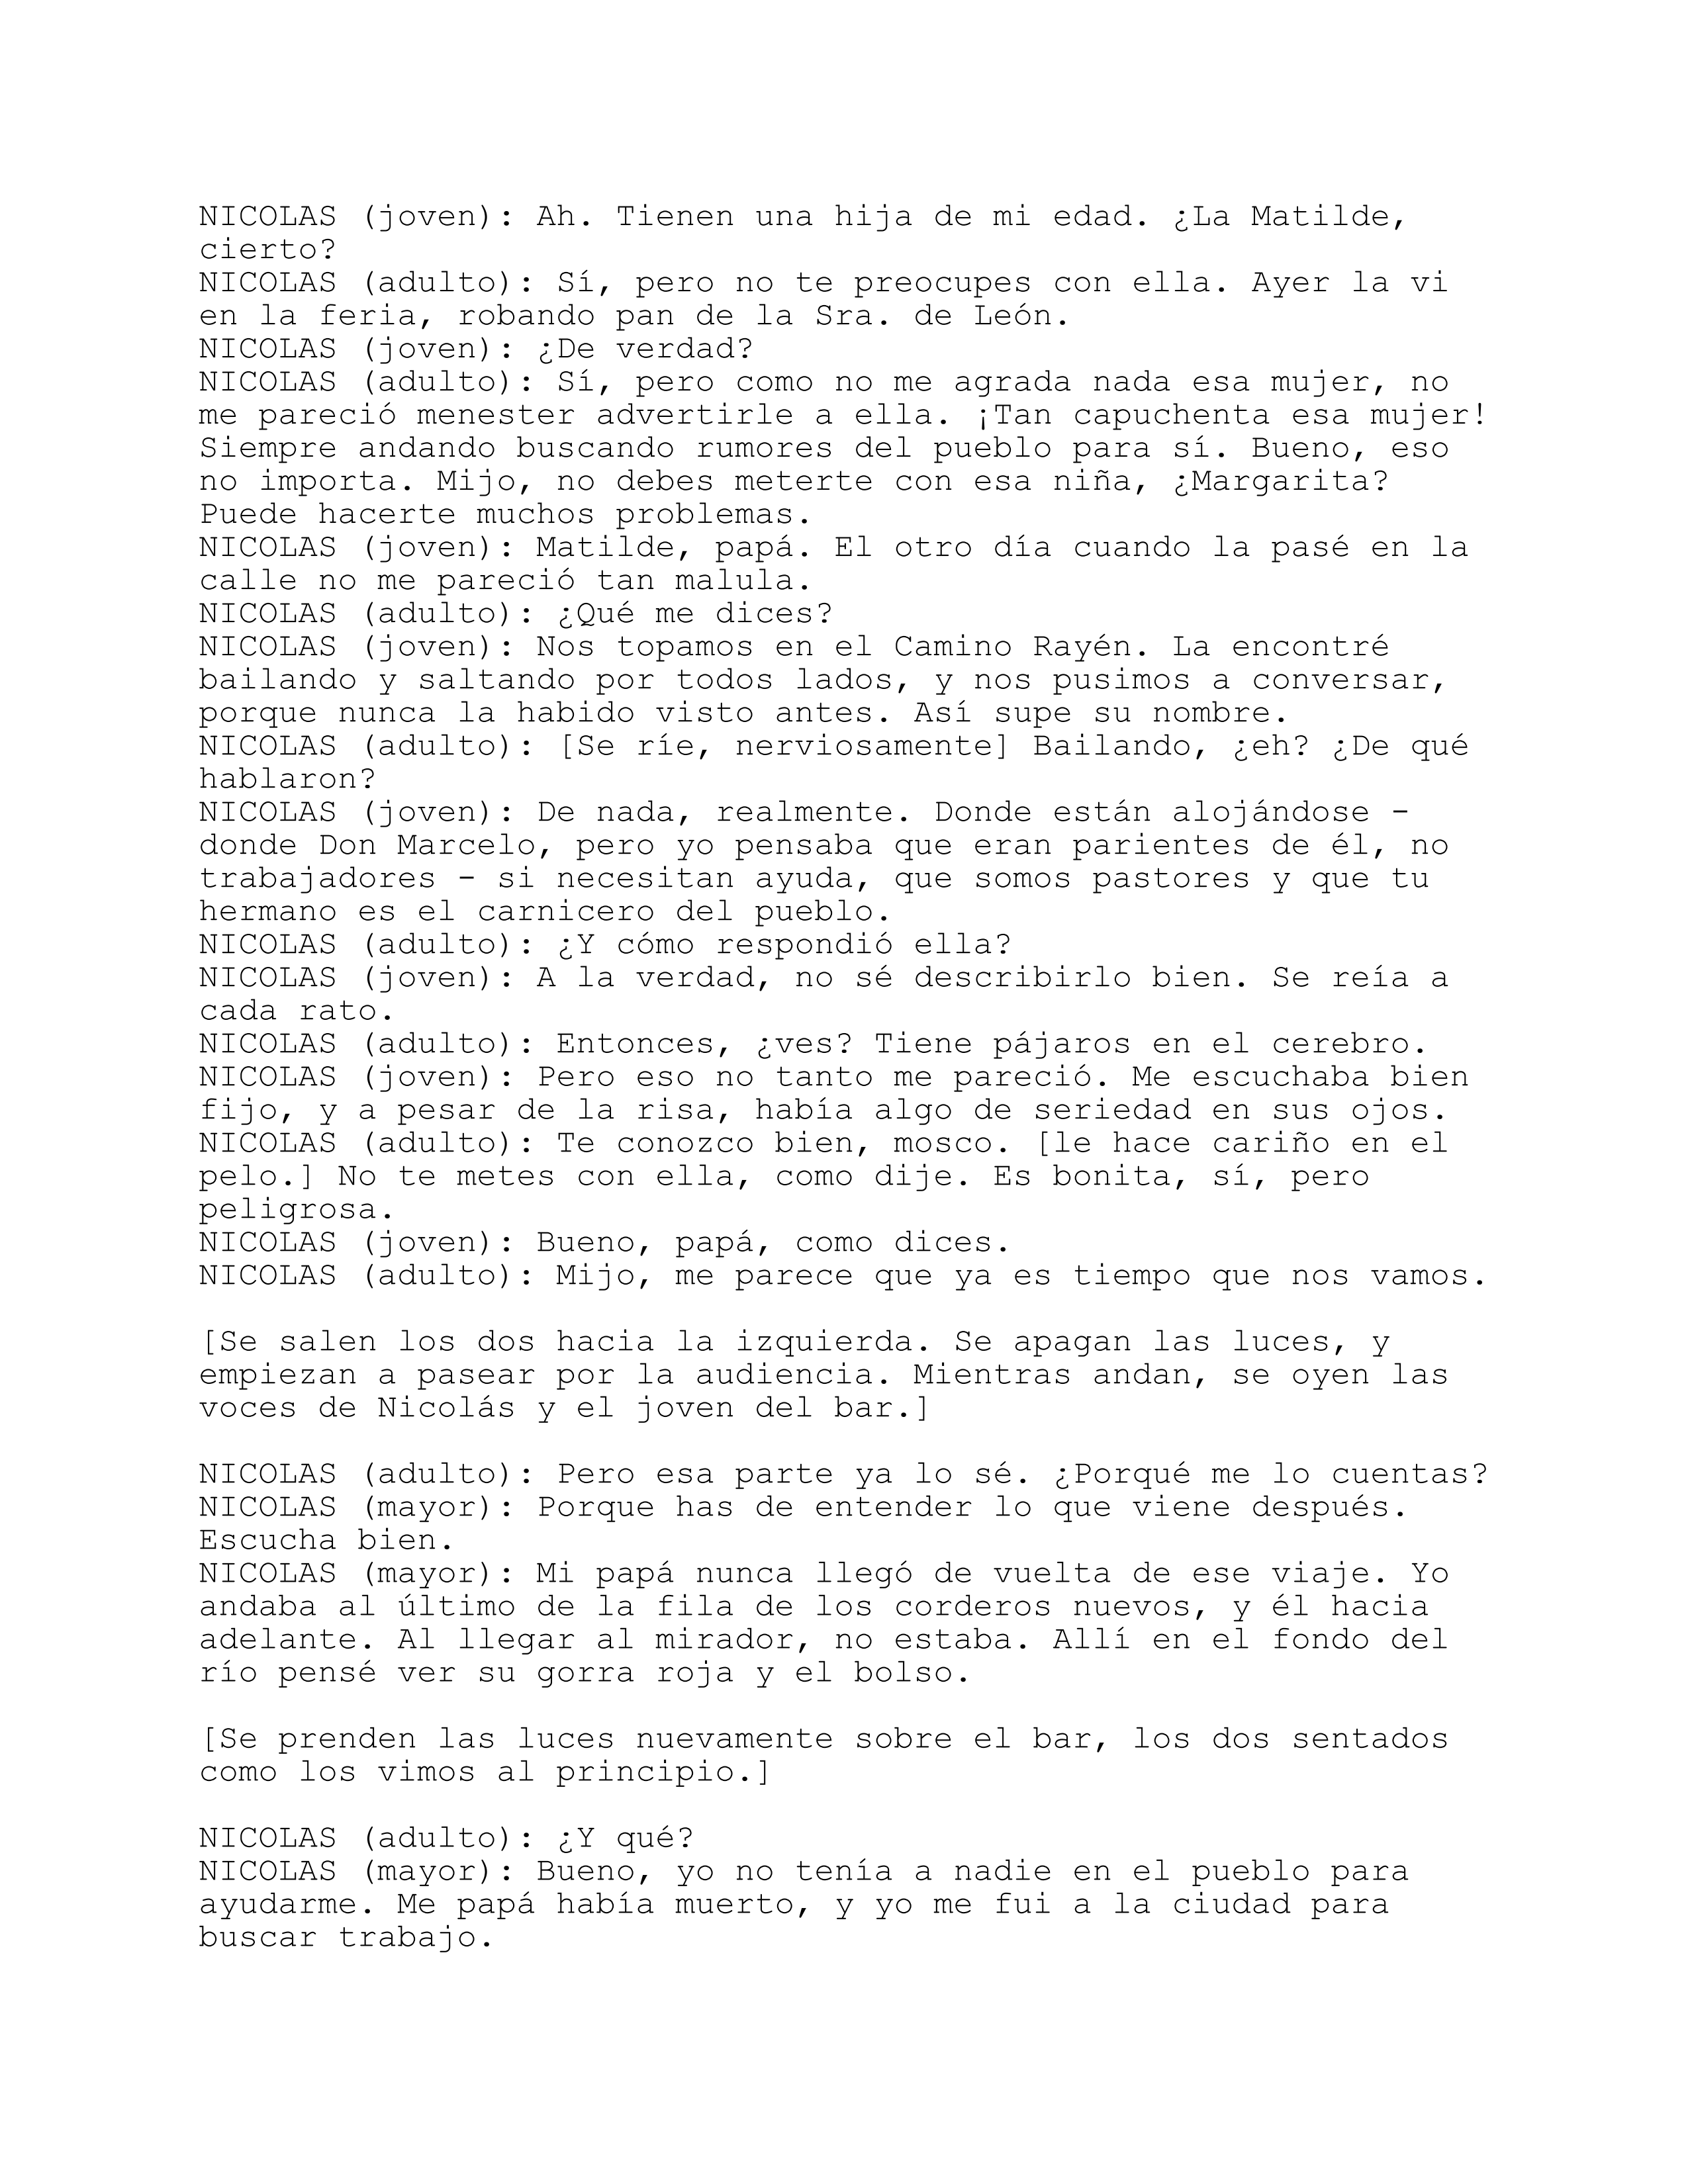 NICOLAS (joven): Ah. Tienen una hija de mi edad. ¿La Matilde,
cierto?
NICOLAS (adulto): Sí, pero no te preocupes con ella. Ayer la vi
en la feria, robando pan de la Sra. de León.
NICOLAS (joven): ¿De verdad?
NICOLAS (adulto): Sí, pero como no me agrada nada esa mujer, no
me pareció menester advertirle a ella. ¡Tan capuchenta esa mujer!
Siempre andando buscando rumores del pueblo para sí. Bueno, eso
no importa. Mijo, no debes meterte con esa niña, ¿Margarita?
Puede hacerte muchos problemas.
NICOLAS (joven): Matilde, papá. El otro día cuando la pasé en la
calle no me pareció tan malula.
NICOLAS (adulto): ¿Qué me dices?
NICOLAS (joven): Nos topamos en el Camino Rayén. La encontré
bailando y saltando por todos lados, y nos pusimos a conversar,
porque nunca la habido visto antes. Así supe su nombre.
NICOLAS (adulto): [Se ríe, nerviosamente] Bailando, ¿eh? ¿De qué
hablaron?
NICOLAS (joven): De nada, realmente. Donde están alojándose -
donde Don Marcelo, pero yo pensaba que eran parientes de él, no
trabajadores - si necesitan ayuda, que somos pastores y que tu
hermano es el carnicero del pueblo.
NICOLAS (adulto): ¿Y cómo respondió ella?
NICOLAS (joven): A la verdad, no sé describirlo bien. Se reía a
cada rato.
NICOLAS (adulto): Entonces, ¿ves? Tiene pájaros en el cerebro.
NICOLAS (joven): Pero eso no tanto me pareció. Me escuchaba bien
fijo, y a pesar de la risa, había algo de seriedad en sus ojos.
NICOLAS (adulto): Te conozco bien, mosco. [le hace cariño en el
pelo.] No te metes con ella, como dije. Es bonita, sí, pero
peligrosa.
NICOLAS (joven): Bueno, papá, como dices.
NICOLAS (adulto): Mijo, me parece que ya es tiempo que nos vamos.

[Se salen los dos hacia la izquierda. Se apagan las luces, y
empiezan a pasear por la audiencia. Mientras andan, se oyen las
voces de Nicolás y el joven del bar.]

NICOLAS (adulto): Pero esa parte ya lo sé. ¿Porqué me lo cuentas?
NICOLAS (mayor): Porque has de entender lo que viene después.
Escucha bien.
NICOLAS (mayor): Mi papá nunca llegó de vuelta de ese viaje. Yo
andaba al último de la fila de los corderos nuevos, y él hacia
adelante. Al llegar al mirador, no estaba. Allí en el fondo del
río pensé ver su gorra roja y el bolso.

[Se prenden las luces nuevamente sobre el bar, los dos sentados
como los vimos al principio.]

NICOLAS (adulto): ¿Y qué?
NICOLAS (mayor): Bueno, yo no tenía a nadie en el pueblo para
ayudarme. Me papá había muerto, y yo me fui a la ciudad para
buscar trabajo.